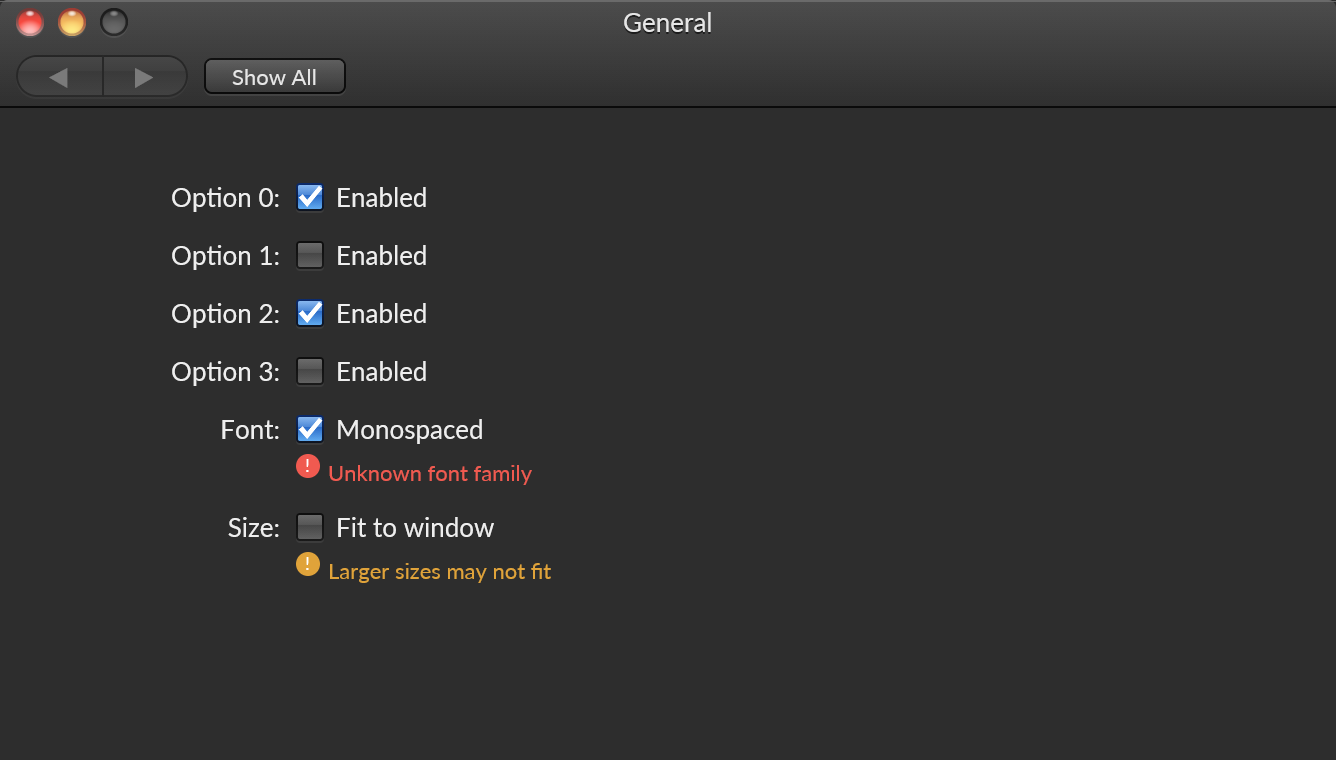 General
Show All
Option 0: Enabled
Option 1: Enabled
Option 2: Enabled
Option 3: Enabled
Font: Monospaced
! Unknown font family
Size: Fit to window
! Larger sizes may not fit